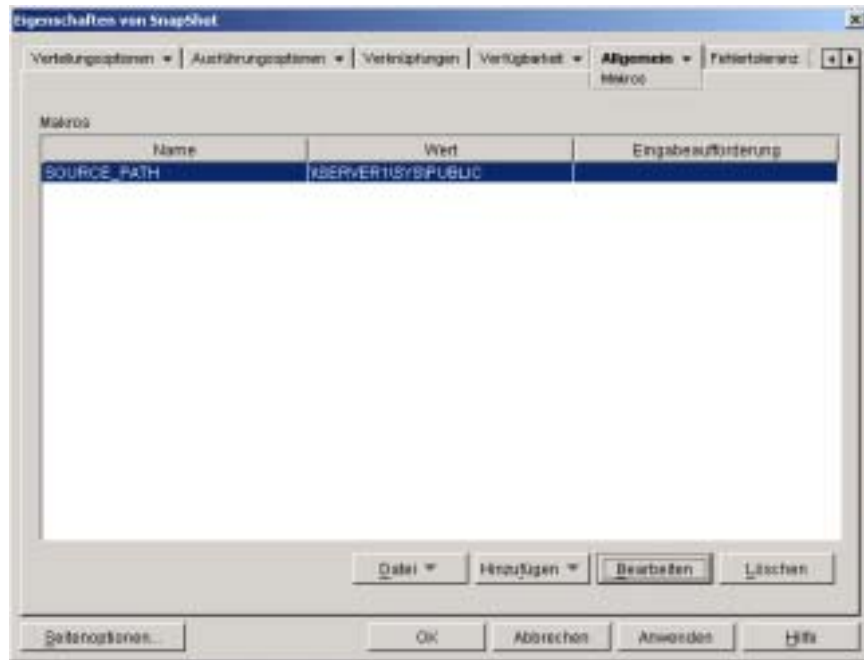 Eigenschaften von SnapShot
Verteilungsoptionen
Ausführungsoptionen
Verknüpfungen
Verfügbarkeit
Allgemein
Fehlertoleranz
Makros
Makros
Name
Wert
Eingabeaufforderung
SOURCE_PATH
\\SERVER1\SYS\PUBLIC
Datei
Hinzufügen
Bearbeiten
Löschen
Seitenoptionen...
OK
Abbrechen
Anwenden
Hilfe